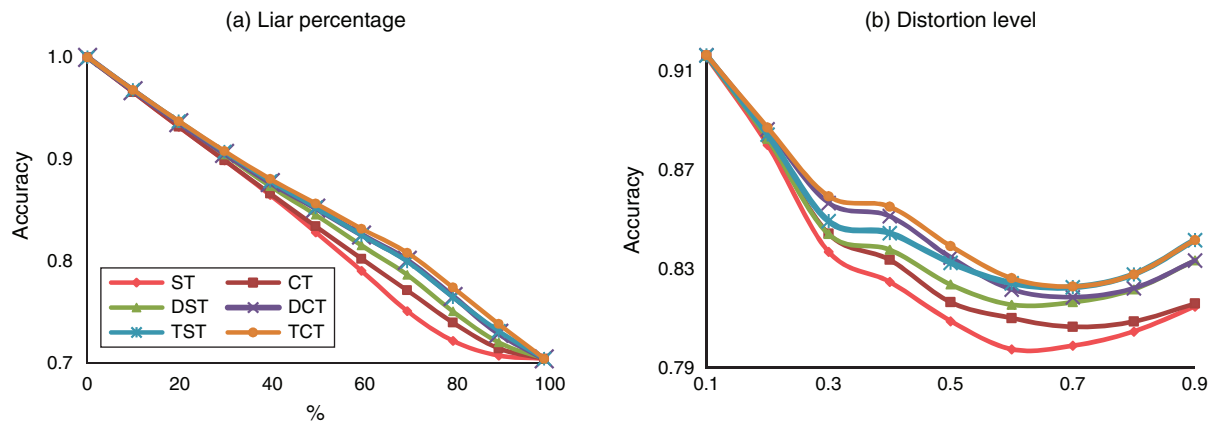 (a) Liar percentage
Accuracy
1.0
0.9
0.8
0.7
0 20 40 60 80 100
%
ST CT
DST DCT
TST TCT
(b) Distortion level
Accuracy
0.91
0.87
0.83
0.79
0.1 0.3 0.5 0.7 0.9